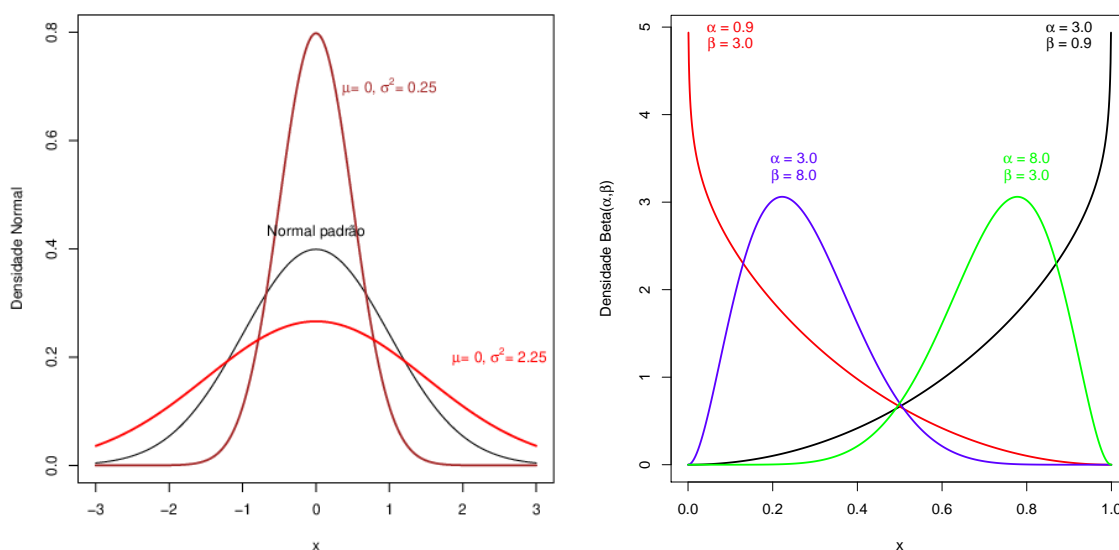 μ= 0, σ²= 0.25
Normal padrão
μ= 0, σ²= 2.25
Densidade Normal
0.8
0.6
0.4
0.2
0.0
−3
−2
−1
0
1
2
3
x
α = 0.9
β = 3.0
α = 3.0
β = 0.9
α = 3.0
β = 8.0
α = 8.0
β = 3.0
Densidade Beta(α,β)
5
4
3
2
1
0
0.0
0.2
0.4
0.6
0.8
1.0
x